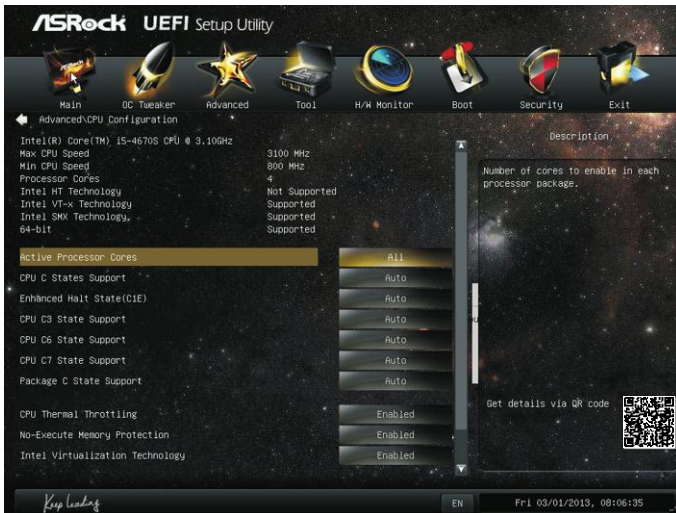 ASRock UEFI Setup Utility
ASRock
Main OC Tweaker Advanced Tool H/W Monitor Boot Security Exit
Advanced\CPU Configuration
Intel(R) Core(TM) i5-4670S CPU @ 3.10GHz
Max CPU Speed 3100 MHz
Min CPU Speed 800 MHz
Processor Cores 4
Intel HT Technology Not Supported
Intel VT-x Technology Supported
Intel SMX Technology, Supported
64-bit Supported
Active Processor Cores All
CPU C States Support Auto
Enhanced Halt State(C1E) Auto
CPU C3 State Support Auto
CPU C6 State Support Auto
CPU C7 State Support Auto
Package C State Support Auto
CPU Thermal Throttling Enabled
No-Execute Memory Protection Enabled
Intel Virtualization Technology Enabled
Description
Number of cores to enable in each
processor package.
Get details via QR code
Keep Leading
EN
Fri 03/01/2013, 08:06:35